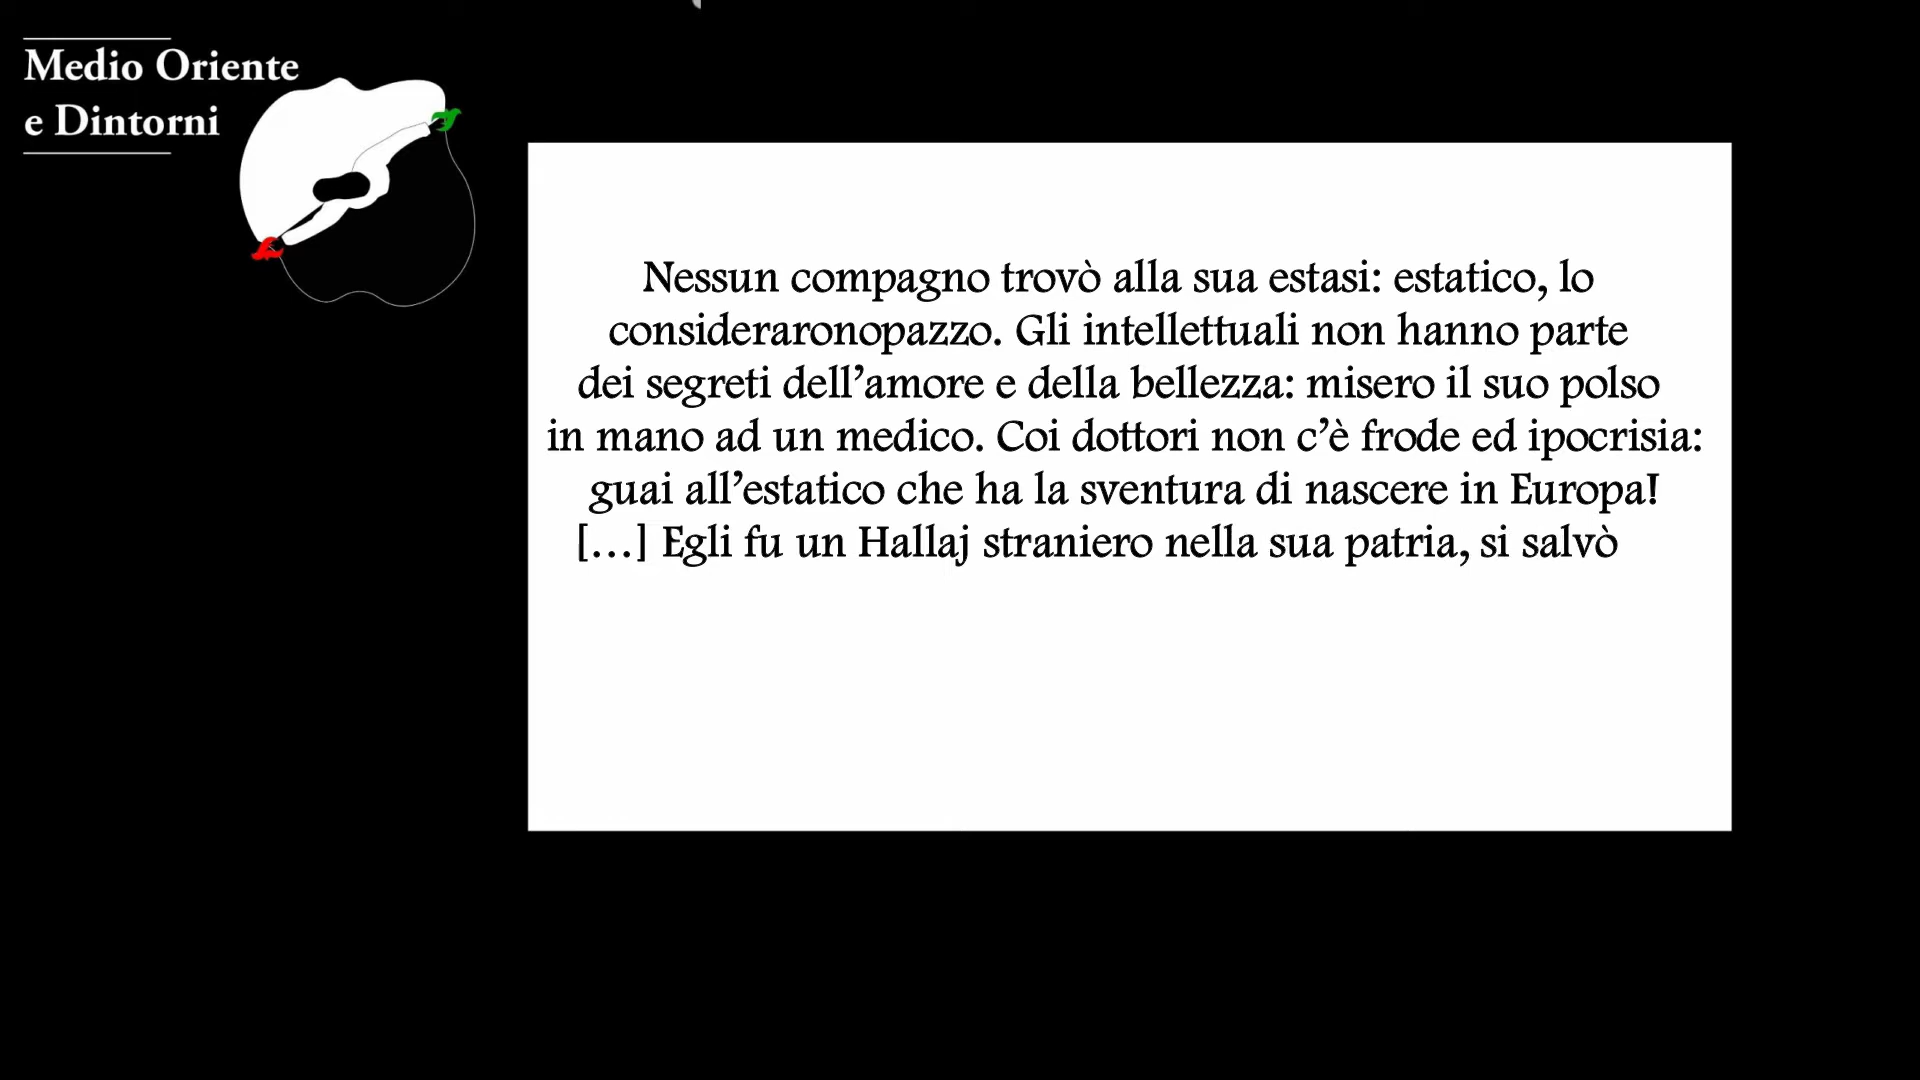 Medio Oriente
e Dintorni
Nessun compagno trovò alla sua estasi: estatico, lo
consideraronopazzo. Gli intellettuali non hanno parte
dei segreti dell’amore e della bellezza: misero il suo polso
in mano ad un medico. Coi dottori non c’è frode ed ipocrisia:
guai all’estatico che ha la sventura di nascere in Europa!
[…] Egli fu un Hallaj straniero nella sua patria, si salvò